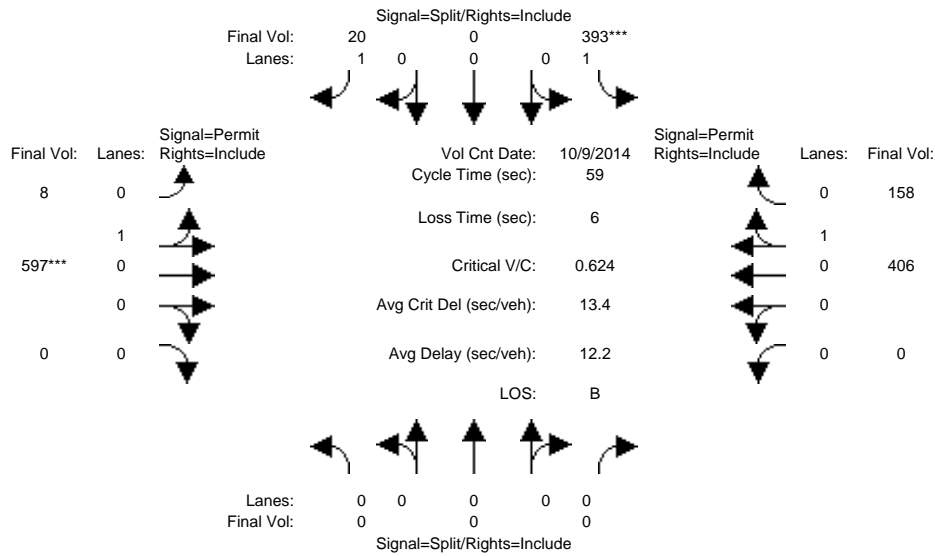 Signal=Split/Rights=Include
Final Vol: 20 0 393***
Lanes: 1 0 0 0 1
Signal=Permit
Final Vol: Lanes: Rights=Include
Vol Cnt Date: 10/9/2014
Signal=Permit
Rights=Include Lanes: Final Vol:
Cycle Time (sec): 59
8 0
0 158
Loss Time (sec): 6
1
1
597*** 0
Critical V/C: 0.624
0 406
0
Avg Crit Del (sec/veh): 13.4
0
0 0
Avg Delay (sec/veh): 12.2
0 0
LOS: B
Lanes: 0 0 0 0 0
Final Vol: 0 0 0
Signal=Split/Rights=Include